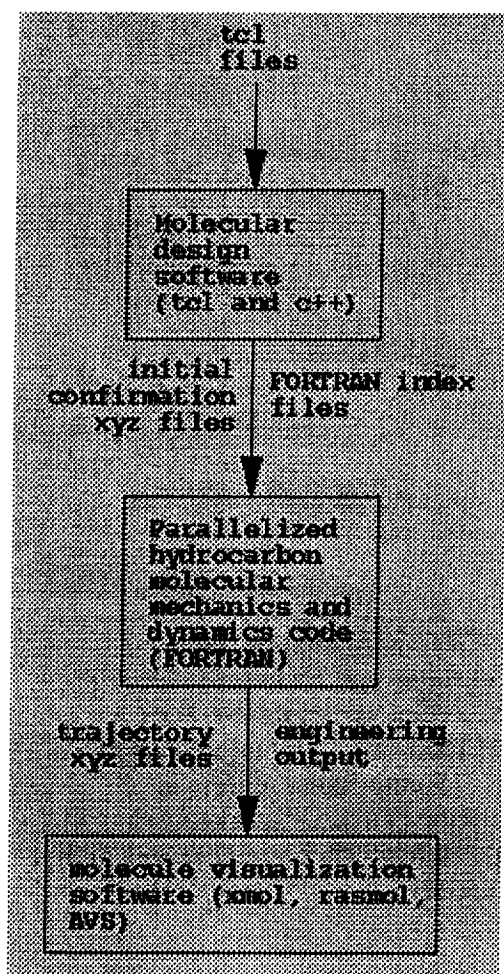 tcl
files
Molecular
design
software
(tcl and c++)
initial
confirmation
xyz files
FORTRAN index
files
Parallelized
hydrocarbon
molecular
mechanics and
dynamics code
(FORTRAN)
trajectory
xyz files
engineering
output
molecule visualization
software (xmol, rasmol,
AVS)